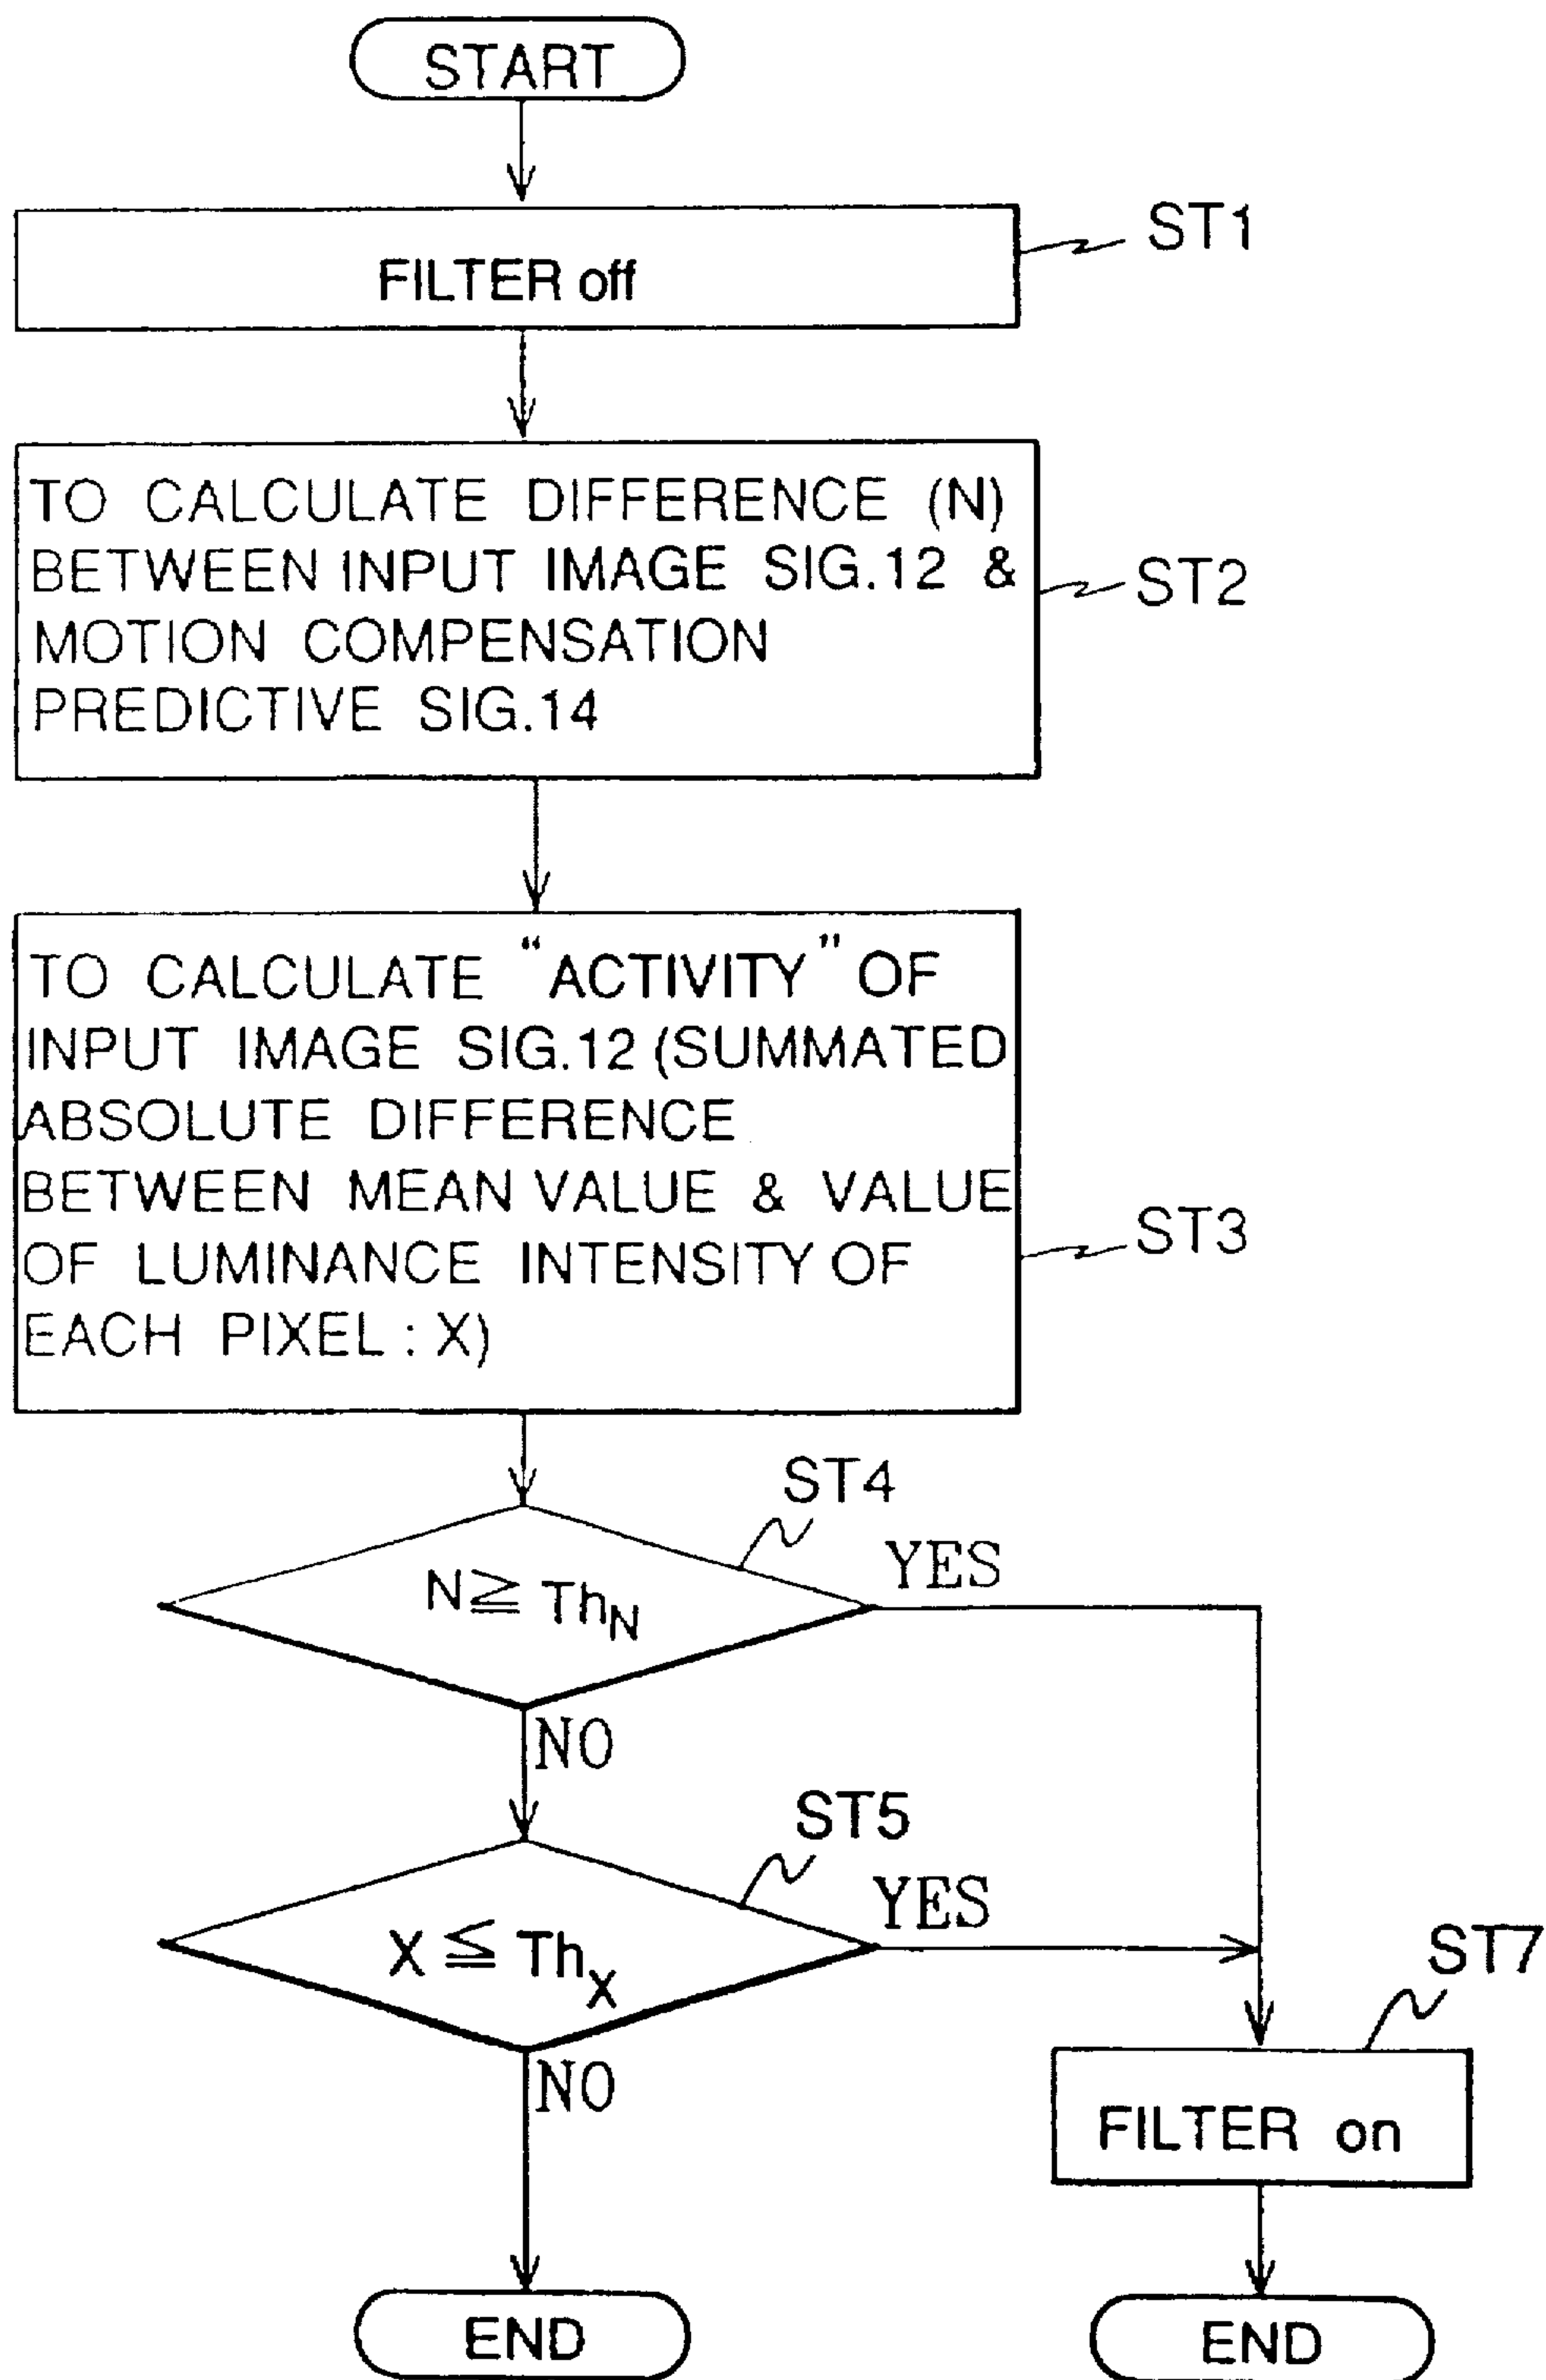 START
FILTER off
ST1
TO CALCULATE DIFFERENCE (N)
BETWEEN INPUT IMAGE SIG.12 &
MOTION COMPENSATION
PREDICTIVE SIG.14
ST2
TO CALCULATE "ACTIVITY" OF
INPUT IMAGE SIG.12 (SUMMATED
ABSOLUTE DIFFERENCE
BETWEEN MEAN VALUE & VALUE
OF LUMINANCE INTENSITY OF
EACH PIXEL : X)
ST3
ST4
N ≧ ThN
YES
NO
ST5
X ≦ ThX
YES
NO
ST7
FILTER on
END
END